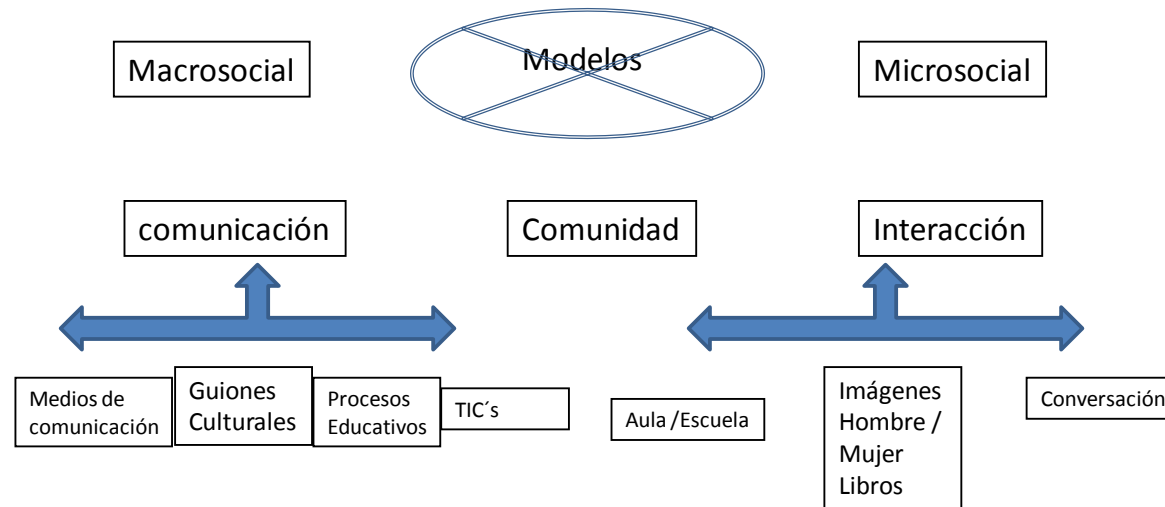 Macrosocial
Modelos
Microsocial
comunicación
Comunidad
Interacción
Medios de
comunicación
Guiones
Culturales
Procesos
Educativos
TIC´s
Aula /Escuela
Imágenes
Hombre /
Mujer
Libros
Conversación